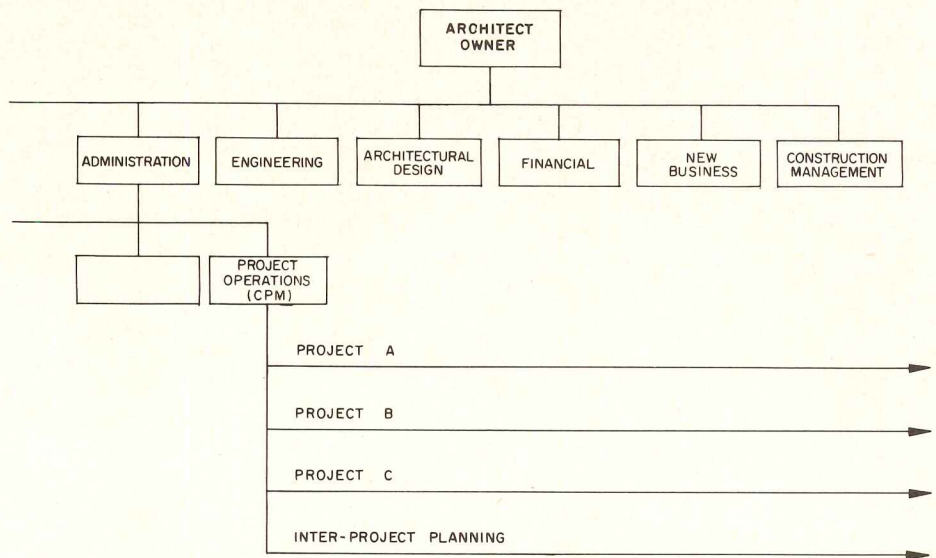 ARCHITECT
OWNER
ADMINISTRATION
ENGINEERING
ARCHITECTURAL
DESIGN
FINANCIAL
NEW
BUSINESS
CONSTRUCTION
MANAGEMENT
PROJECT
OPERATIONS
(CPM)
PROJECT A
PROJECT B
PROJECT C
INTER-PROJECT PLANNING